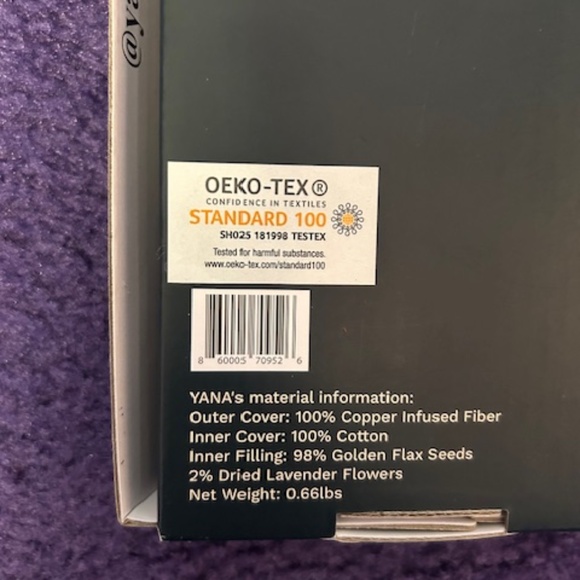 @ya
OEKO-TEX®
CONFIDENCE IN TEXTILES
STANDARD 100
SH025 181998 TESTEX
Tested for harmful substances.
www.oeko-tex.com/standard100
8 60005 70952 6
YANA's material information:
Outer Cover: 100% Copper Infused Fiber
Inner Cover: 100% Cotton
Inner Filling: 98% Golden Flax Seeds
2% Dried Lavender Flowers
Net Weight: 0.66lbs